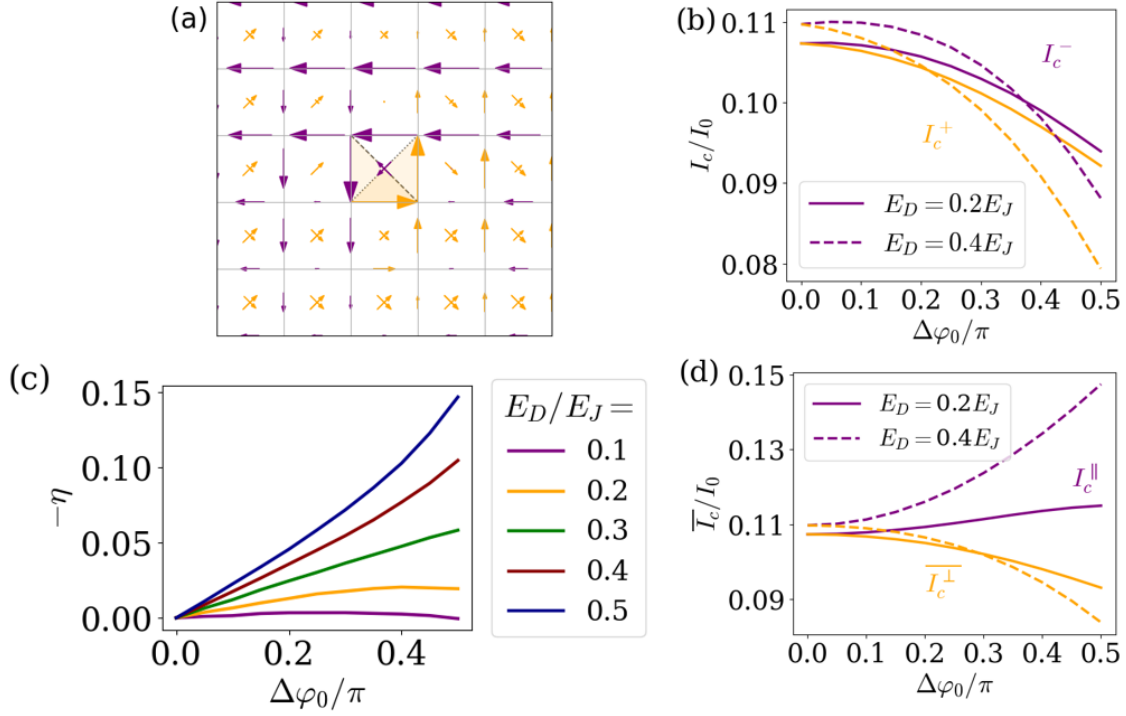 (a)
(b)
0.11
0.10
0.09
0.08
I_c/I_0
I_c^-
I_c^+
E_D = 0.2E_J
E_D = 0.4E_J
0.0 0.1 0.2 0.3 0.4 0.5
Δφ_0/π
(c)
0.15
0.10
0.05
0.00
−η
0.0 0.2 0.4
Δφ_0/π
E_D/E_J =
0.1
0.2
0.3
0.4
0.5
(d)
0.15
0.13
0.11
0.09
\overline{I_c}/I_0
E_D = 0.2E_J
E_D = 0.4E_J
I_c^∥
\overline{I_c^⊥}
0.0 0.1 0.2 0.3 0.4 0.5
Δφ_0/π